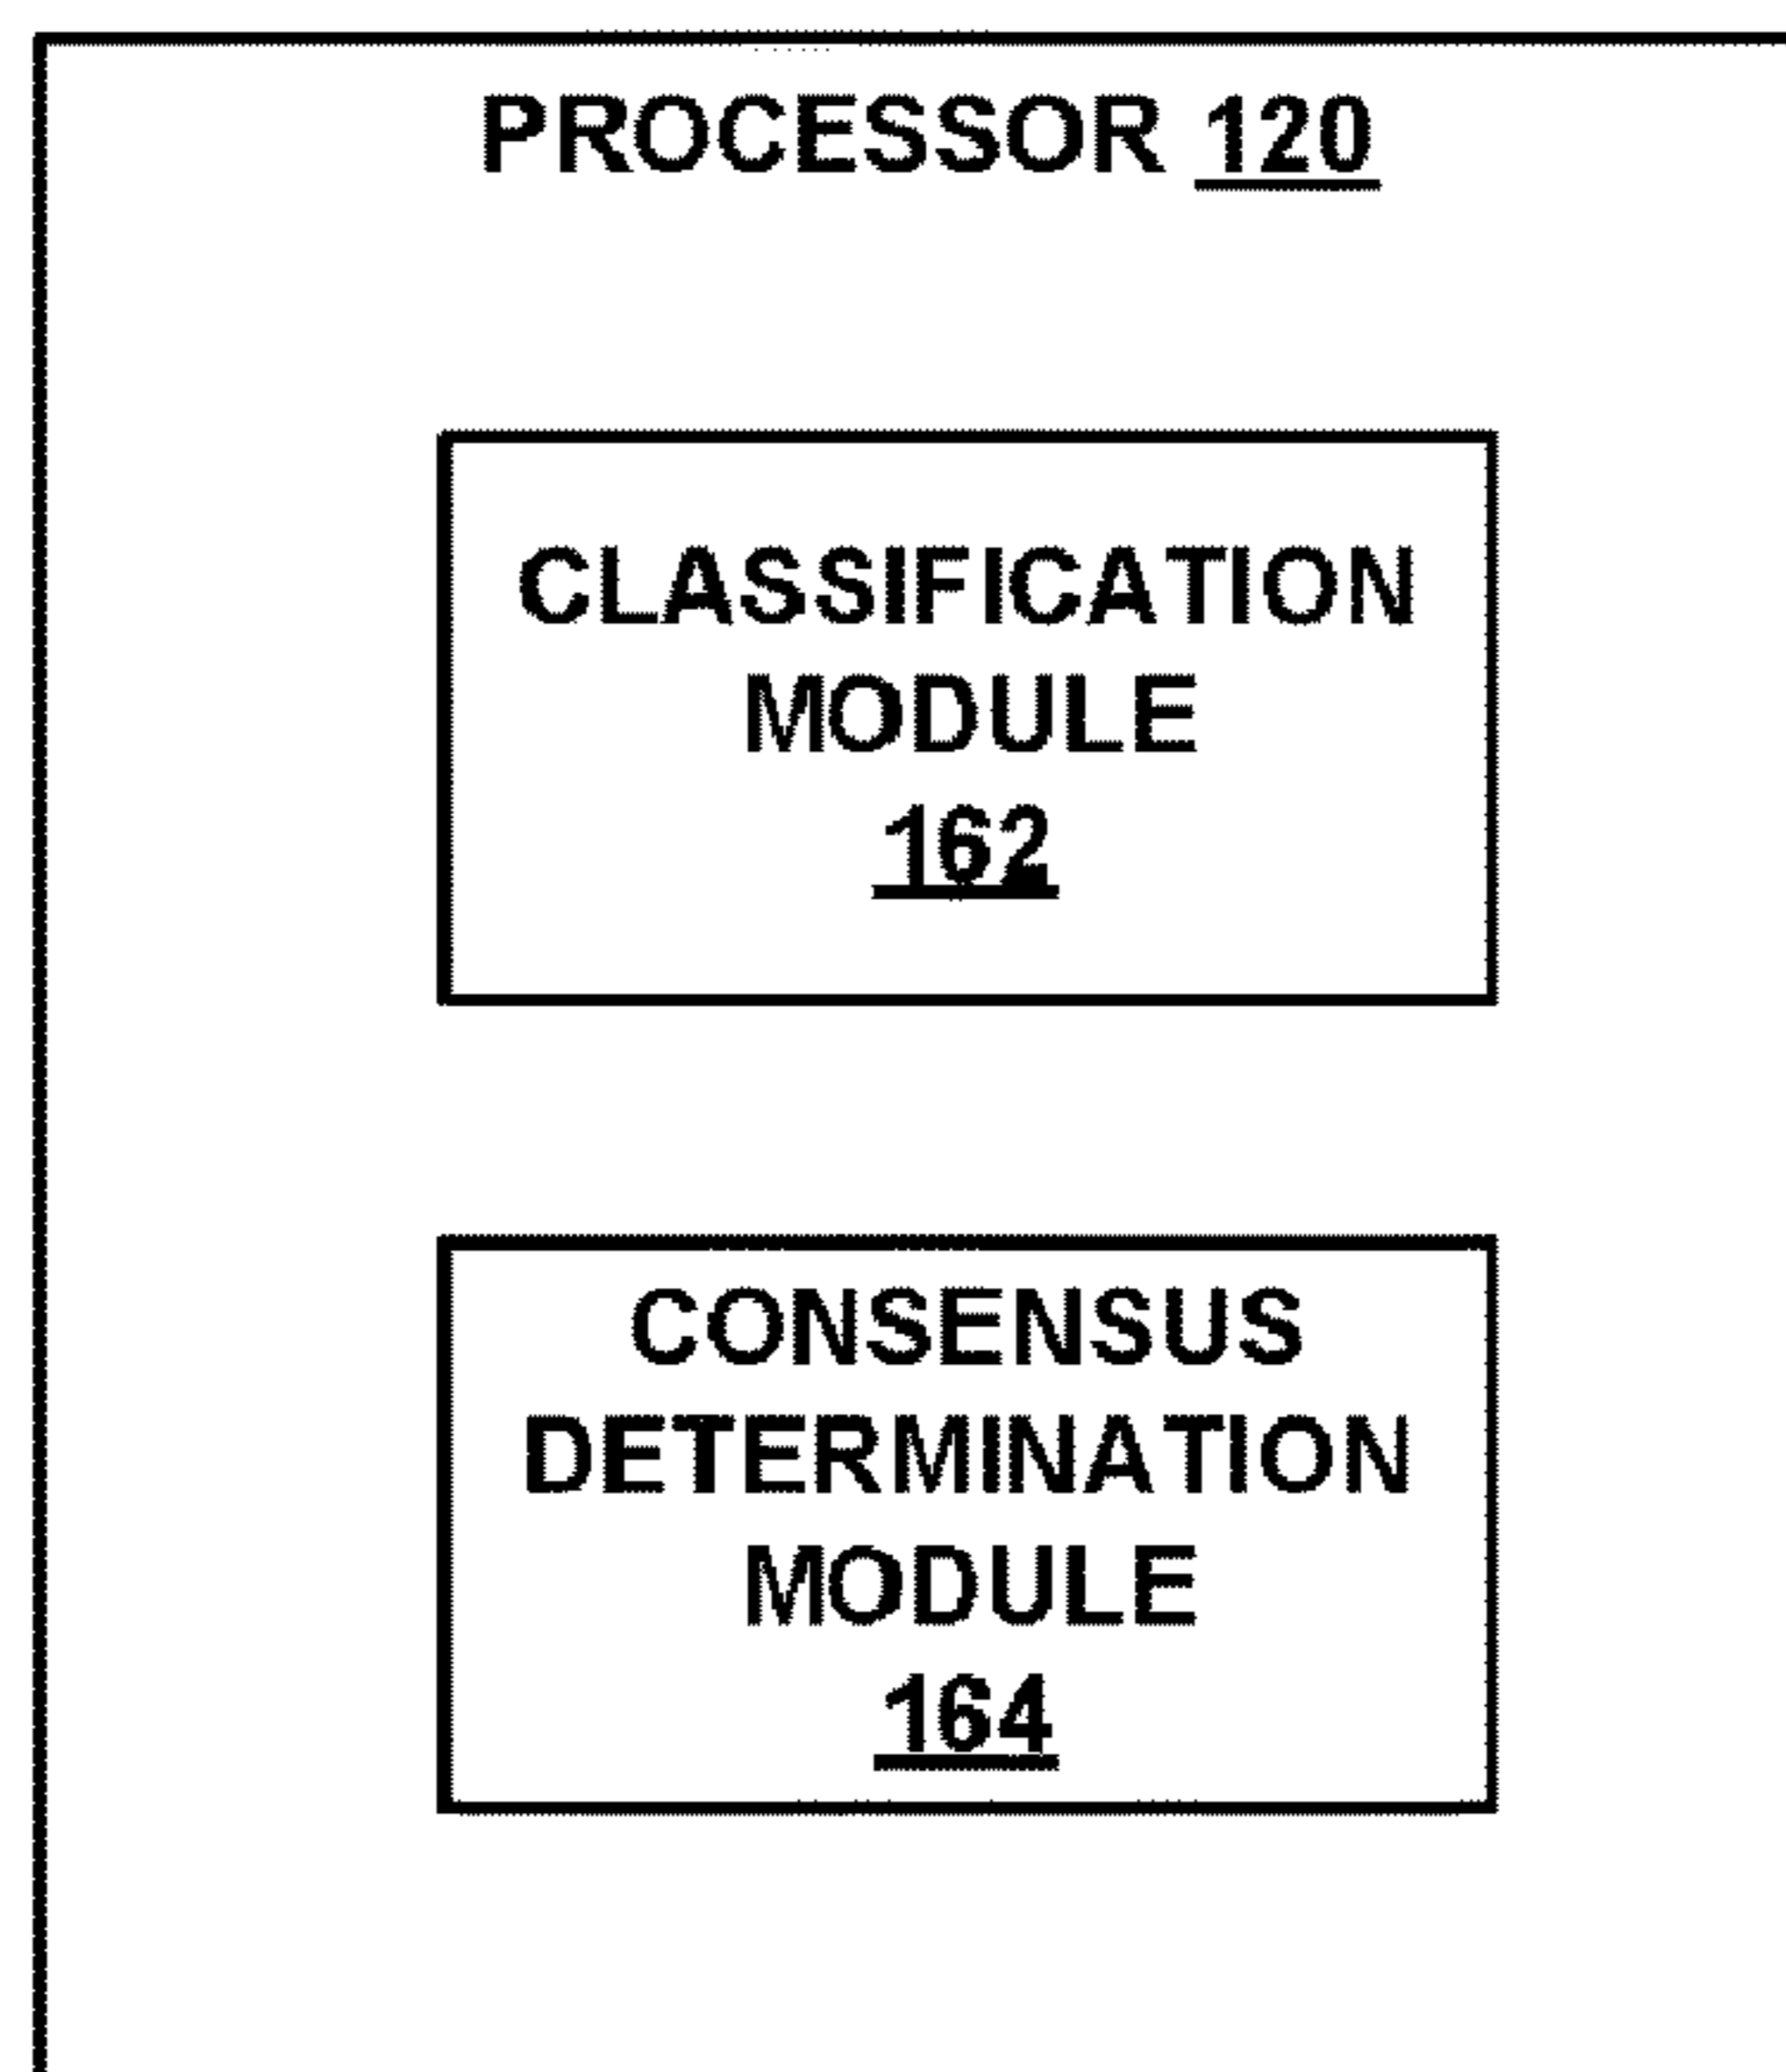 PROCESSOR 120
CLASSIFICATION
MODULE
162
CONSENSUS
DETERMINATION
MODULE
164